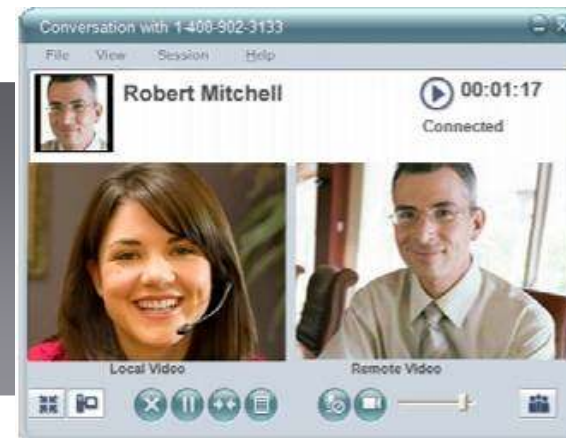 Conversation with 1-408-902-3133
File View Session Help
Robert Mitchell
00:01:17
Connected
Local Video
Remote Video